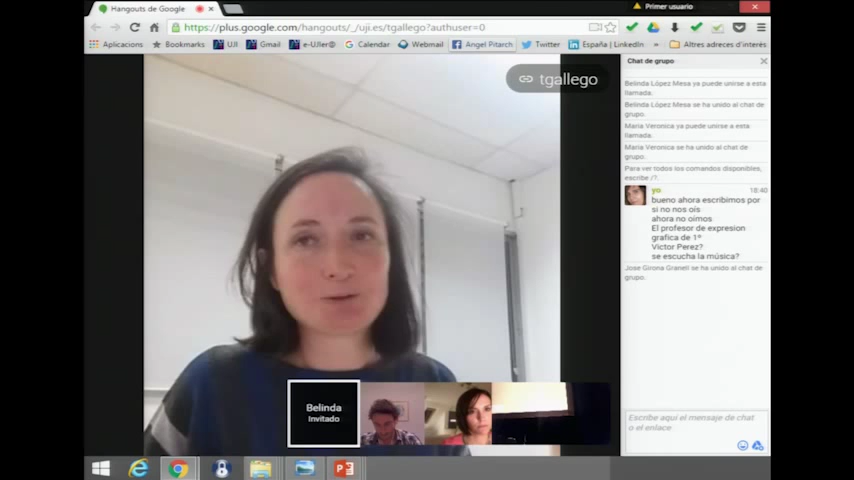 Hangouts de Google
Primer usuario
https://plus.google.com/hangouts/_/uji.es/tgallego?authuser=0
Aplicacions
Bookmarks
UJI
Gmail
e-UJIer@
Google
Calendar
Webmail
Angel Pitarch
Twitter
España | LinkedIn
»
Altres adreces d'interés
tgallego
Chat de grupo
Belinda López Mesa ya puede unirse a esta
llamada.
Belinda López Mesa se ha unido al chat de
grupo.
Maria Veronica ya puede unirse a esta
llamada.
Maria Veronica se ha unido al chat de
grupo.
Para ver todos los comandos disponibles,
escribe /?.
yo 18:40
bueno ahora escribimos por
si no nos oís
ahora no oimos
El profesor de expresion
grafica de 1º
Victor Perez?
se escucha la música?
Jose Girona Granell se ha unido al chat de
grupo.
Belinda
Invitado
Escribe aquí el mensaje de chat
o el enlace